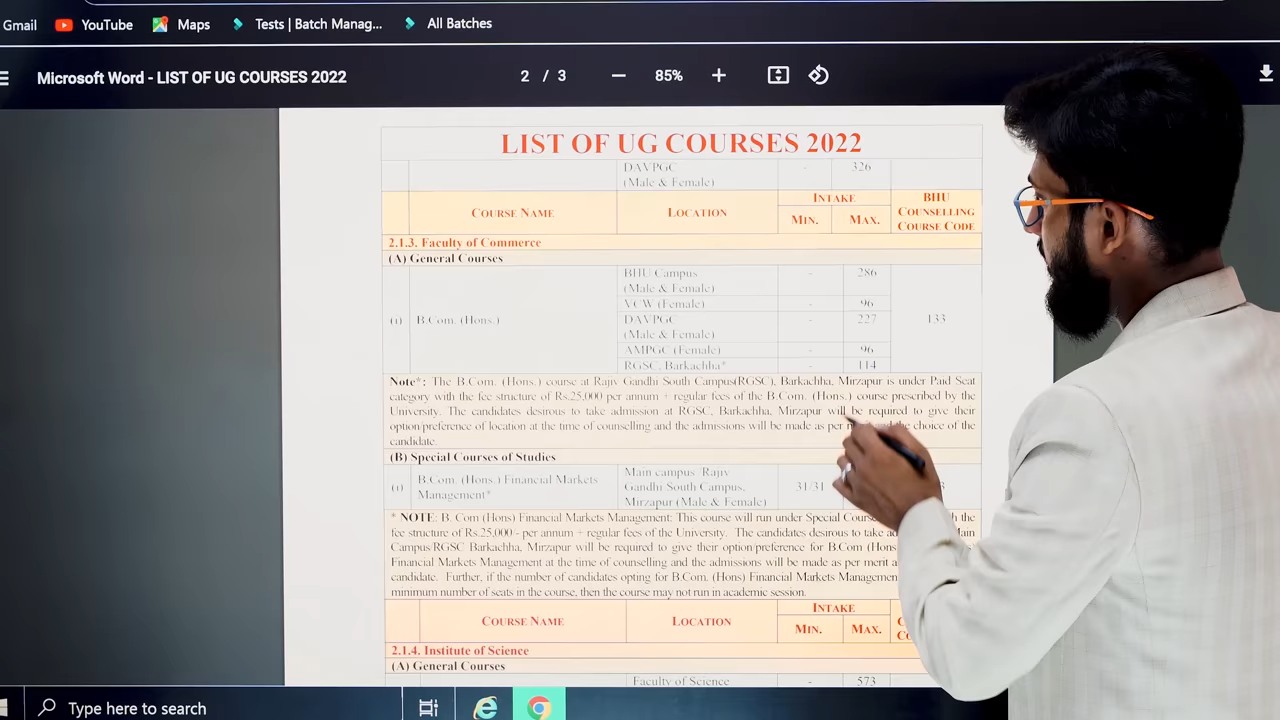 Gmail YouTube Maps Tests | Batch Manag... All Batches
Microsoft Word - LIST OF UG COURSES 2022 2 / 3 85%
LIST OF UG COURSES 2022
DAVPGC - 326
(Male & Female)
COURSE NAME LOCATION INTAKE BHU COUNSELLING COURSE CODE
MIN. MAX.
2.1.3. Faculty of Commerce
(A) General Courses
BHU Campus - 286
(Male & Female)
VCW (Female) - 96
(i) B.Com. (Hons.) DAVPGC - 227 133
(Male & Female)
AMPGC (Female) - 96
RGSC, Barkachha* - 114
Note*: The B.Com. (Hons.) course at Rajiv Gandhi South Campus(RGSC), Barkachha, Mirzapur is under Paid Seat
category with the fee structure of Rs.25,000 per annum + regular fees of the B.Com. (Hons.) course prescribed by the
University. The candidates desirous to take admission at RGSC, Barkachha, Mirzapur will be required to give their
option/preference of location at the time of counselling and the admissions will be made as per and the choice of the
candidate.
(B) Special Courses of Studies
(i) B.Com. (Hons.) Financial Markets Management* Main campus Rajiv
Gandhi South Campus, 31/31
Mirzapur (Male & Female)
* NOTE: B. Com (Hons) Financial Markets Management: This course will run under Special the
fee structure of Rs.25,000/- per annum + regular fees of the University. The candidates desirous to take
Campus/RGSC Barkachha, Mirzapur will be required to give their option/preference for B.Com (Hons
Financial Markets Management at the time of counselling and the admissions will be made as per merit
candidate. Further, if the number of candidates opting for B.Com. (Hons) Financial Markets Management
minimum number of seats in the course, then the course may not run in academic session.
COURSE NAME LOCATION INTAKE
MIN. MAX.
2.1.4. Institute of Science
(A) General Courses
Faculty of Science - 573
Type here to search